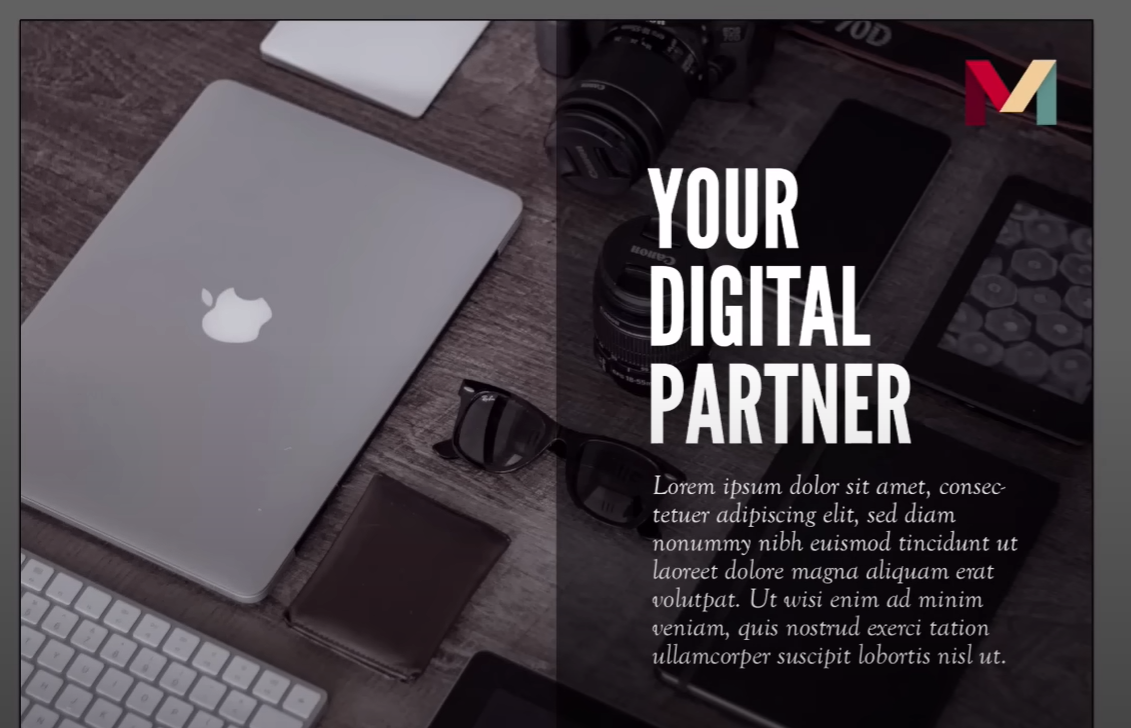 70D
YOUR
DIGITAL
PARTNER
Canon
Lorem ipsum dolor sit amet, consec-
tetuer adipiscing elit, sed diam
nonummy nibh euismod tincidunt ut
laoreet dolore magna aliquam erat
volutpat. Ut wisi enim ad minim
veniam, quis nostrud exerci tation
ullamcorper suscipit lobortis nisl ut.